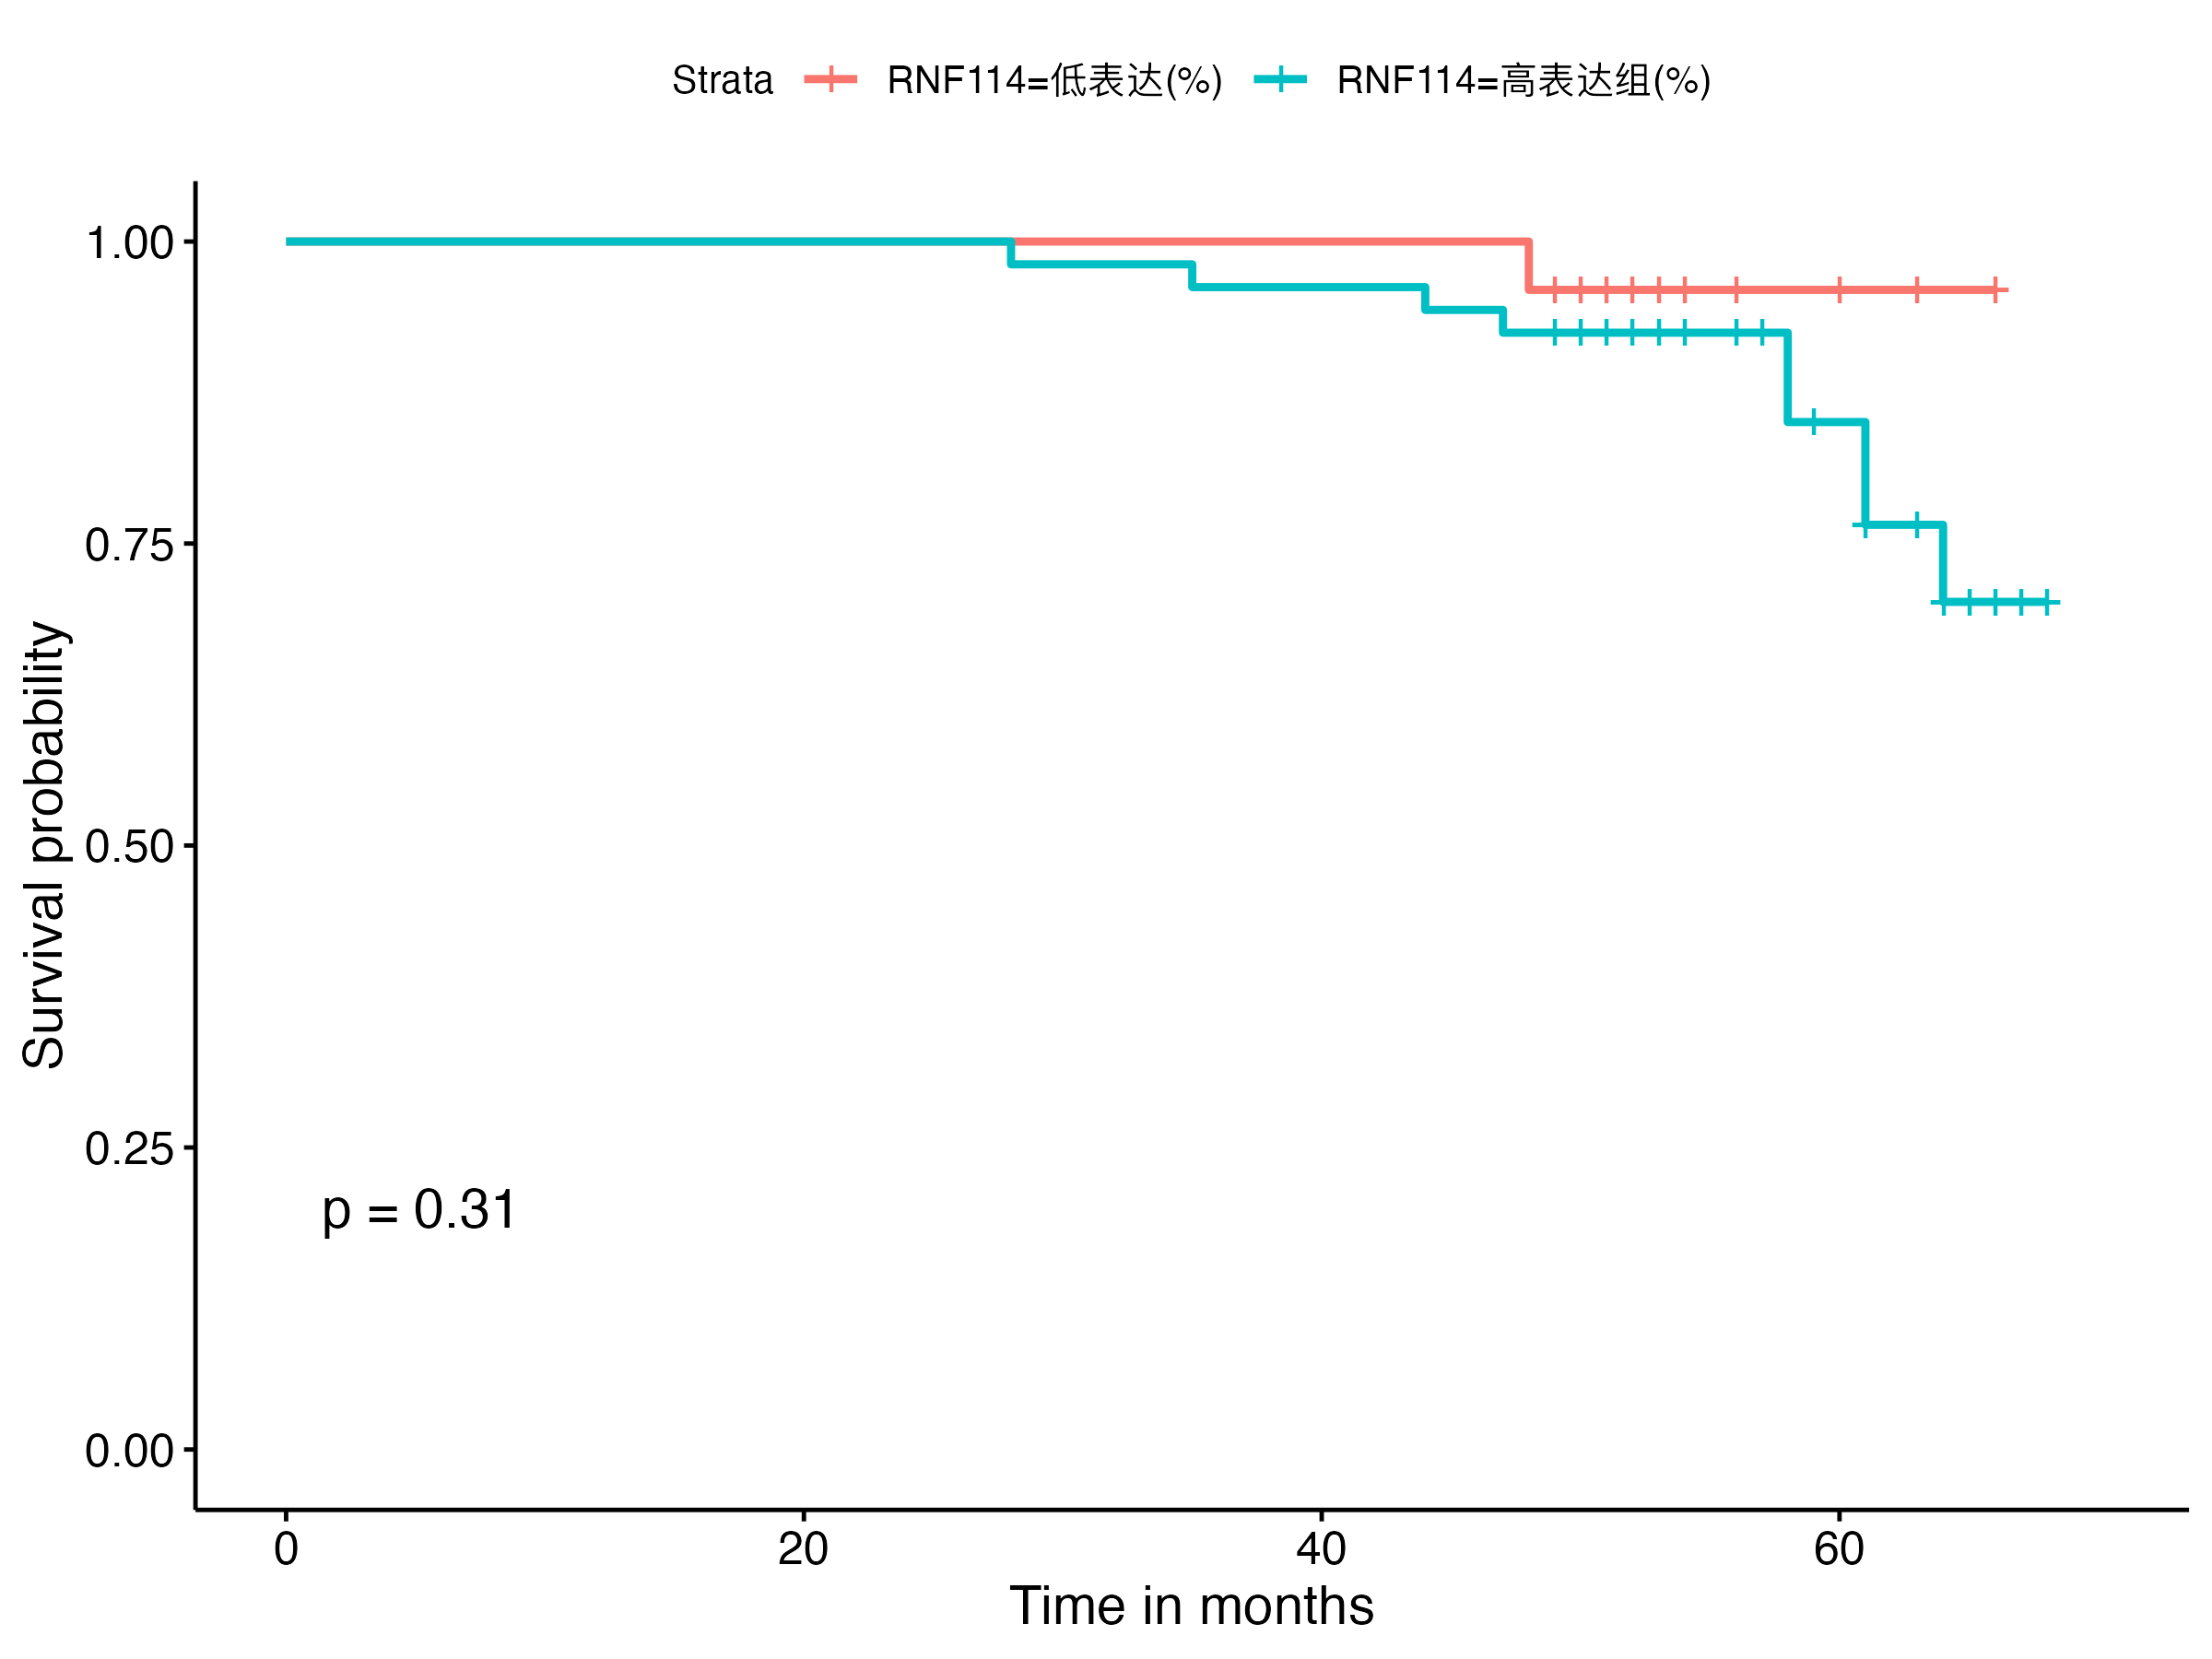 Strata RNF114=低表达(%) RNF114=高表达组(%)
Survival probability
1.00
0.75
0.50
0.25
0.00
p = 0.31
0 20 40 60
Time in months